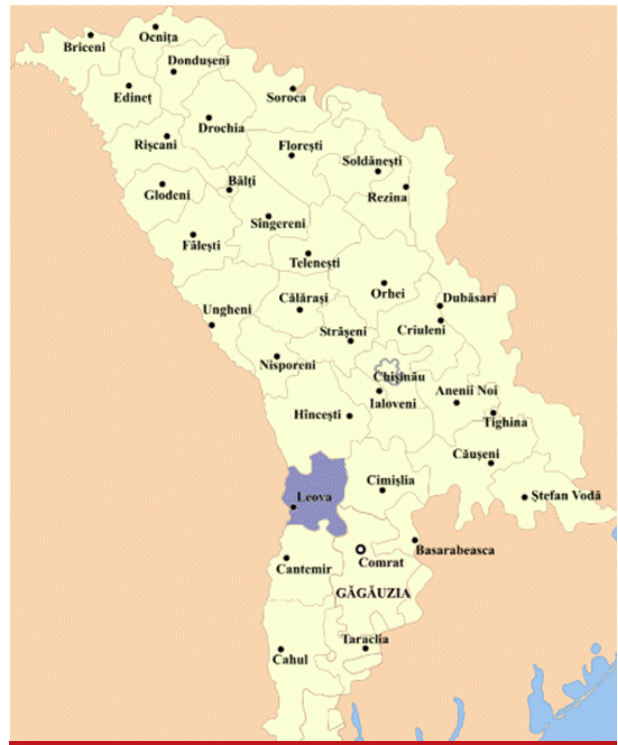 Ocnița
Briceni
Dondușeni
Edineț
Soroca
Drochia
Rișcani
Florești
Soldănești
Bălți
Glodeni
Rezina
Sîngereni
Fălești
Telenești
Orhei
Călărași
Dubăsari
Ungheni
Strășeni
Criuleni
Nisporeni
Chișinău
Anenii Noi
Ialoveni
Hîncești
Tighina
Căușeni
Cimișlia
Leova
Ștefan Vodă
Basarabeasca
Comrat
Cantemir
GĂGĂUZIA
Taraclia
Cahul